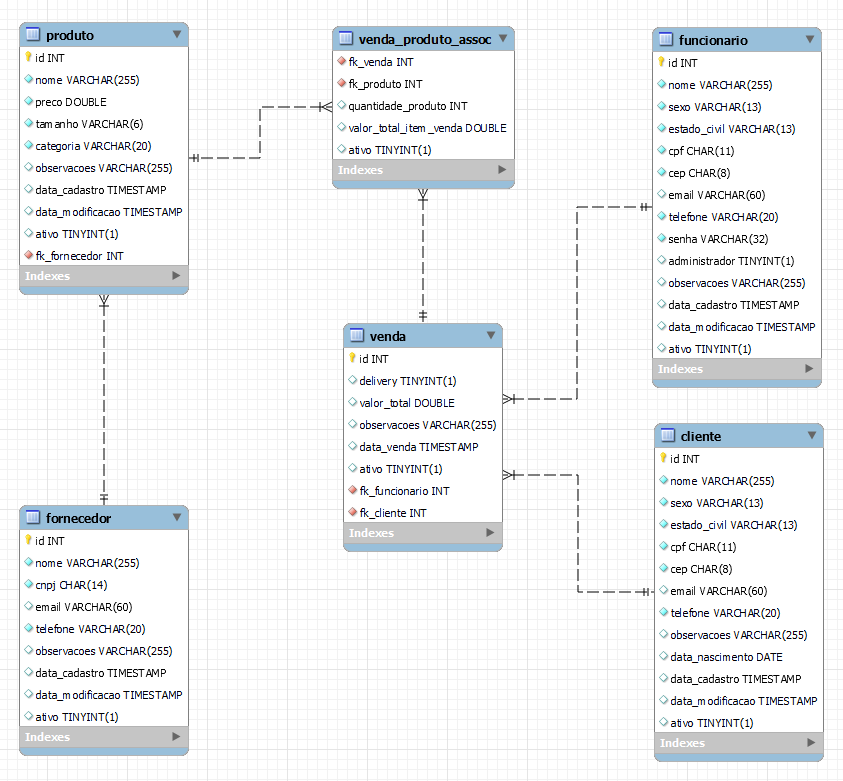 produto
id INT
nome VARCHAR(255)
preco DOUBLE
tamanho VARCHAR(6)
categoria VARCHAR(20)
observacoes VARCHAR(255)
data_cadastro TIMESTAMP
data_modificacao TIMESTAMP
ativo TINYINT(1)
fk_fornecedor INT
Indexes
venda_produto_assoc
fk_venda INT
fk_produto INT
quantidade_produto INT
valor_total_item_venda DOUBLE
ativo TINYINT(1)
Indexes
funcionario
id INT
nome VARCHAR(255)
sexo VARCHAR(13)
estado_civil VARCHAR(13)
cpf CHAR(11)
cep CHAR(8)
email VARCHAR(60)
telefone VARCHAR(20)
senha VARCHAR(32)
administrador TINYINT(1)
observacoes VARCHAR(255)
data_cadastro TIMESTAMP
data_modificacao TIMESTAMP
ativo TINYINT(1)
Indexes
venda
id INT
delivery TINYINT(1)
valor_total DOUBLE
observacoes VARCHAR(255)
data_venda TIMESTAMP
ativo TINYINT(1)
fk_funcionario INT
fk_cliente INT
Indexes
fornecedor
id INT
nome VARCHAR(255)
cnpj CHAR(14)
email VARCHAR(60)
telefone VARCHAR(20)
observacoes VARCHAR(255)
data_cadastro TIMESTAMP
data_modificacao TIMESTAMP
ativo TINYINT(1)
Indexes
cliente
id INT
nome VARCHAR(255)
sexo VARCHAR(13)
estado_civil VARCHAR(13)
cpf CHAR(11)
cep CHAR(8)
email VARCHAR(60)
telefone VARCHAR(20)
observacoes VARCHAR(255)
data_nascimento DATE
data_cadastro TIMESTAMP
data_modificacao TIMESTAMP
ativo TINYINT(1)
Indexes